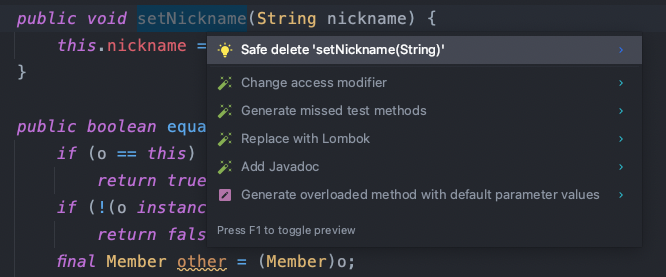 public void setNickname(String nickname) {
this.nickname =
Safe delete 'setNickname(String)'
}
Change access modifier
Generate missed test methods
public boolean equa
Replace with Lombok
if (o == this)
Add Javadoc
return true
Generate overloaded method with default parameter values
if (!(o instanc
Press F1 to toggle preview
return fals
final Member other = (Member)o;